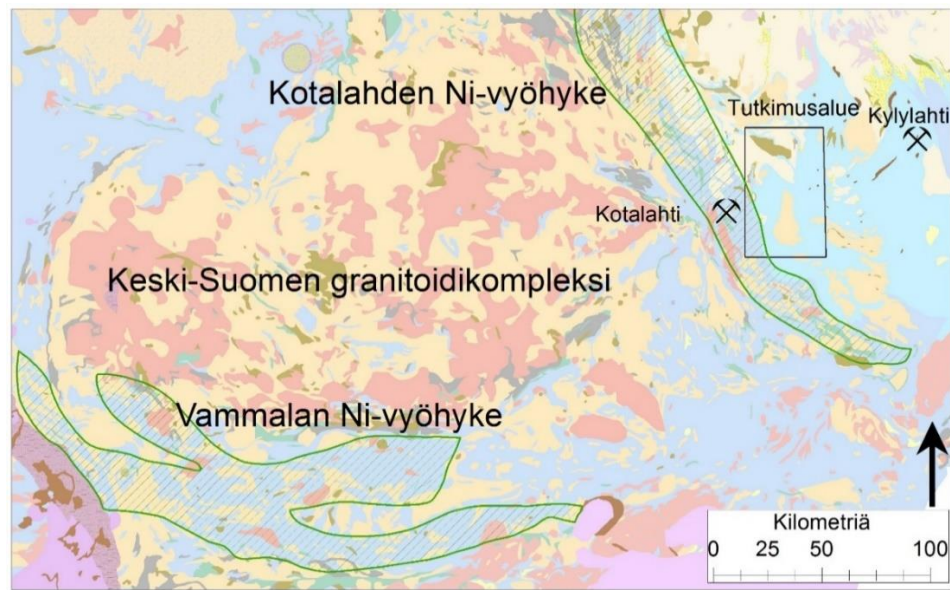 Kotalahden Ni-vyöhyke
Tutkimusalue
Kylylahti
Kotalahti
Keski-Suomen granitoidikompleksi
Vammalan Ni-vyöhyke
Kilometriä
0 25 50 100